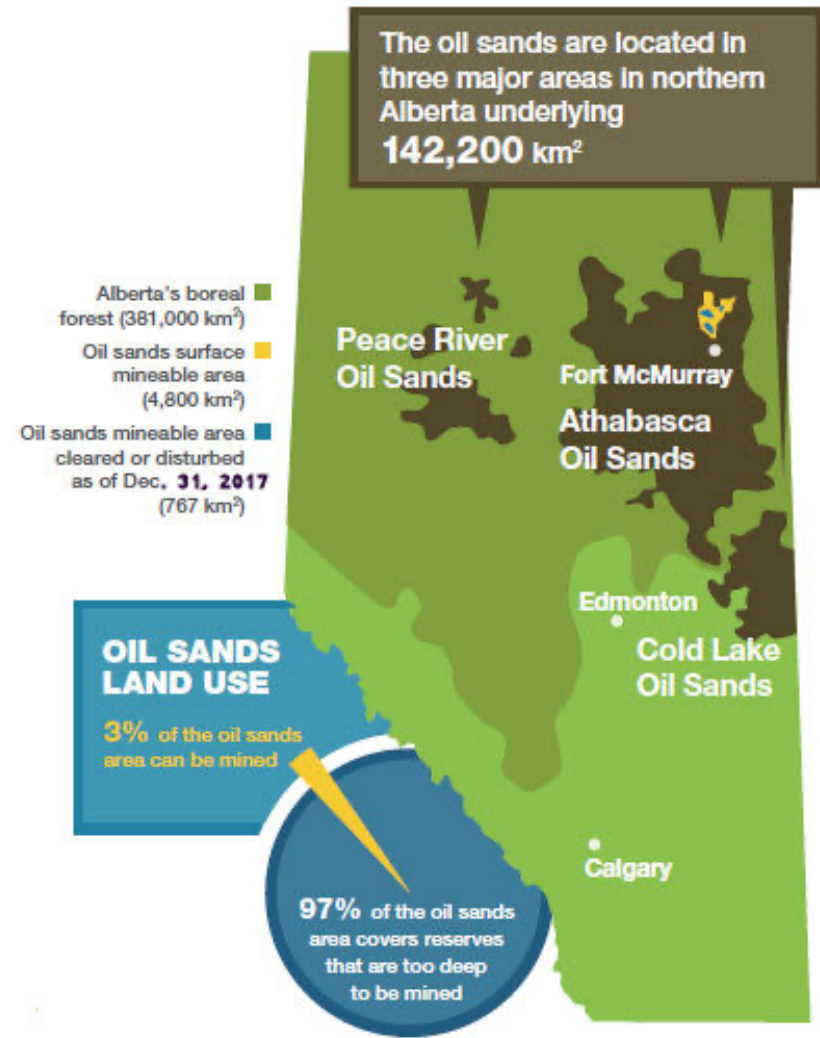 The oil sands are located in
three major areas in northern
Alberta underlying
142,200 km²
Alberta's boreal
forest (381,000 km²)
Oil sands surface
mineable area
(4,800 km²)
Oil sands mineable area
cleared or disturbed
as of Dec. 31, 2017
(767 km²)
Peace River
Oil Sands
Fort McMurray
Athabasca
Oil Sands
Edmonton
Cold Lake
Oil Sands
Calgary
OIL SANDS
LAND USE
3% of the oil sands
area can be mined
97% of the oil sands
area covers reserves
that are too deep
to be mined